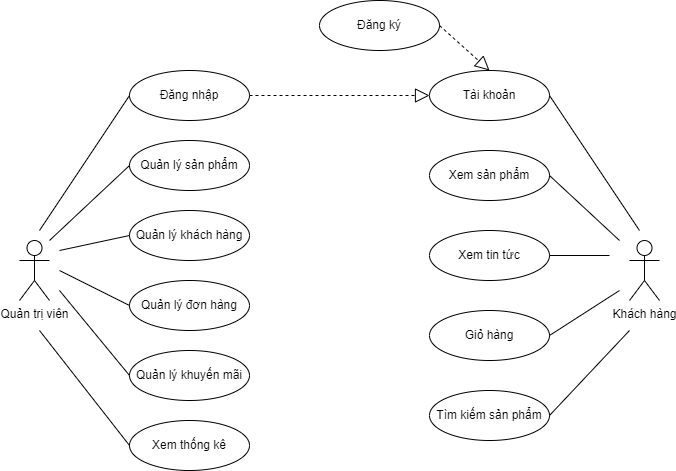 Đăng ký
Đăng nhập
Tài khoản
Quản lý sản phẩm
Xem sản phẩm
Quản lý khách hàng
Xem tin tức
Quản trị viên
Khách hàng
Quản lý đơn hàng
Giỏ hàng
Quản lý khuyến mãi
Tìm kiếm sản phẩm
Xem thống kê